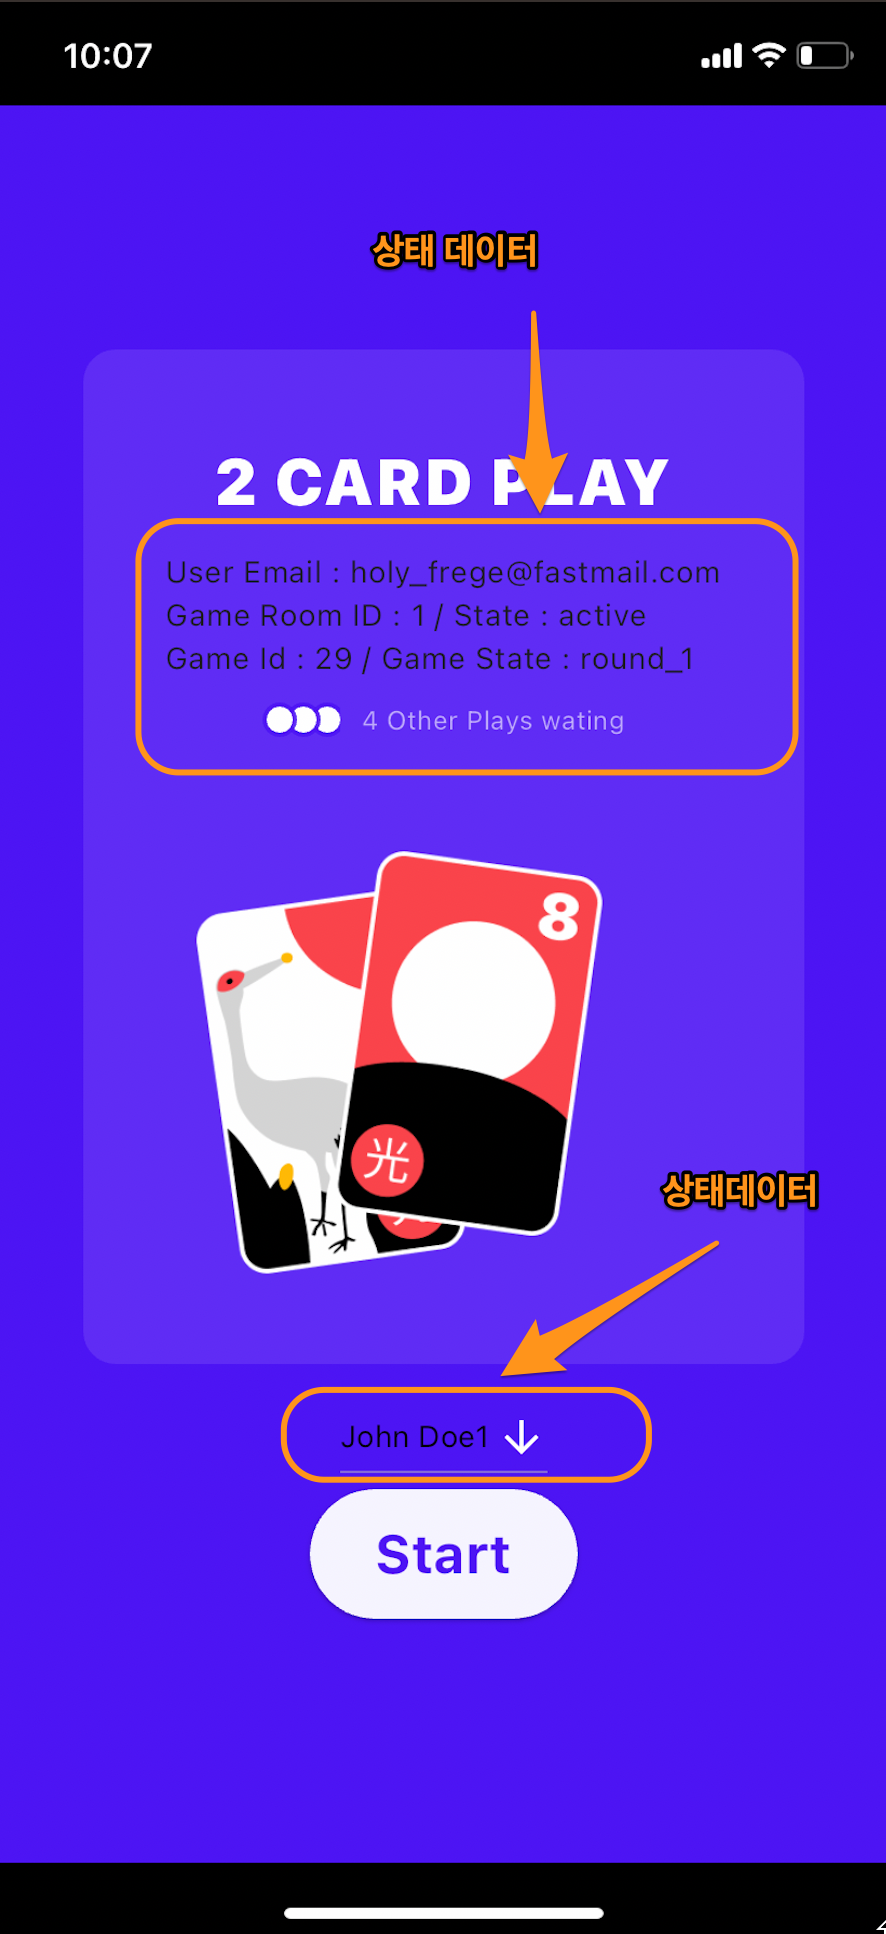 10:07
상태 데이터
2 CARD PLAY
User Email : holy_frege@fastmail.com
Game Room ID : 1 / State : active
Game Id : 29 / Game State : round_1
4 Other Plays wating
8
光
상태데이터
John Doe1
Start